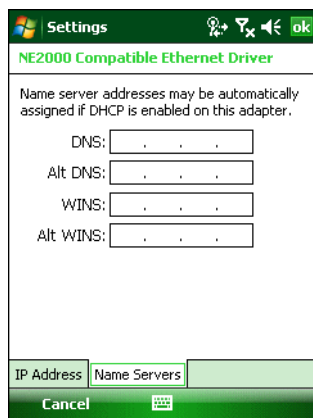 Settings
ok
NE2000 Compatible Ethernet Driver
Name server addresses may be automatically
assigned if DHCP is enabled on this adapter.
DNS: . . .
Alt DNS: . . .
WINS: . . .
Alt WINS: . . .
IP Address Name Servers
Cancel